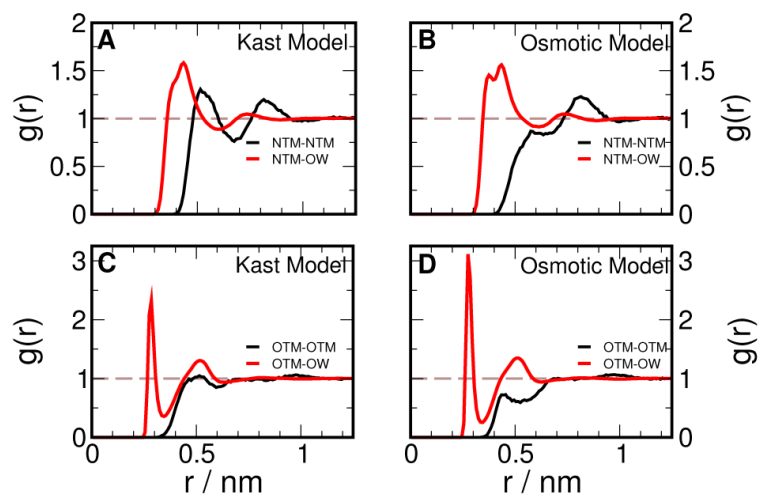 A Kast Model
2
1.5
1
0.5
0
g(r)
NTM-NTM
NTM-OW
B Osmotic Model
2
1.5
1
0.5
0
g(r)
NTM-NTM
NTM-OW
C Kast Model
3
2
1
0
g(r)
OTM-OTM
OTM-OW
0 0.5 1
r / nm
D Osmotic Model
3
2
1
0
g(r)
OTM-OTM
OTM-OW
0 0.5 1
r / nm